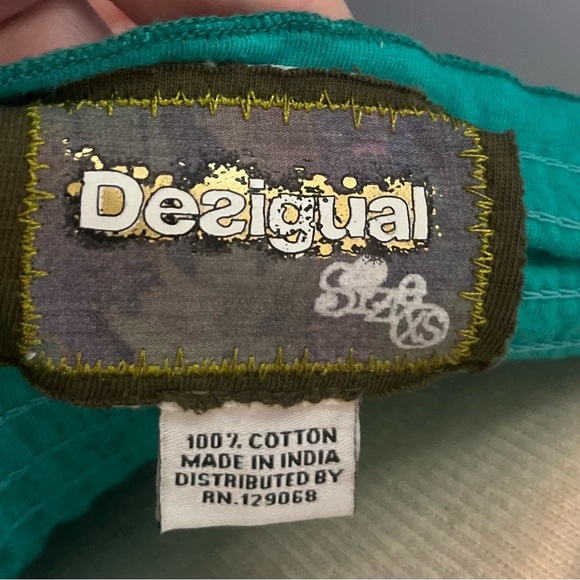 Desigual
Size
XS
100% COTTON
MADE IN INDIA
DISTRIBUTED BY
RN.129068